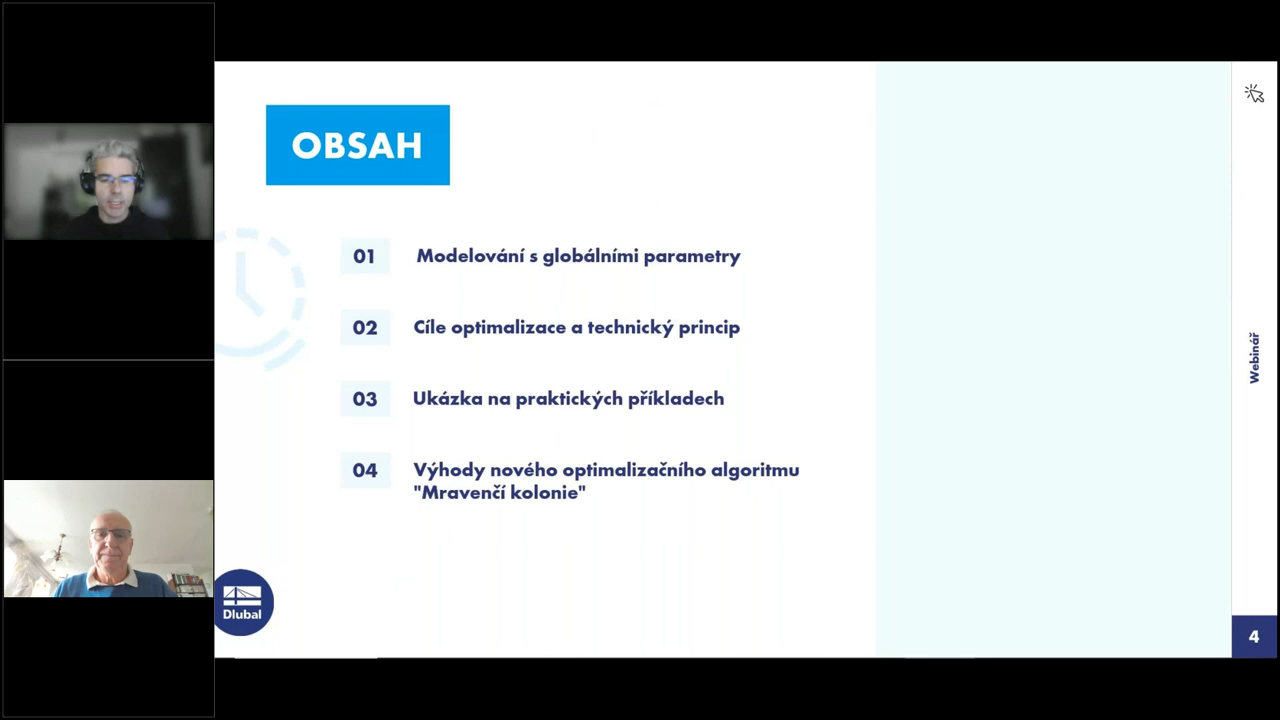 OBSAH
01 Modelování s globálními parametry
02 Cíle optimalizace a technický princip
03 Ukázka na praktických příkladech
04 Výhody nového optimalizačního algoritmu
"Mravenčí kolonie"
Webinář
Dlubal
4